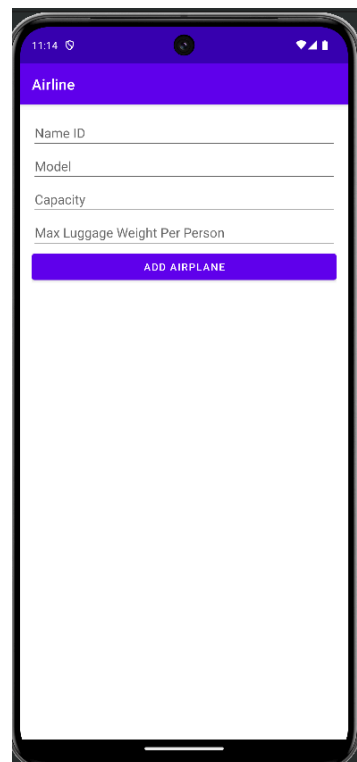 11:14
Airline
Name ID
Model
Capacity
Max Luggage Weight Per Person
ADD AIRPLANE